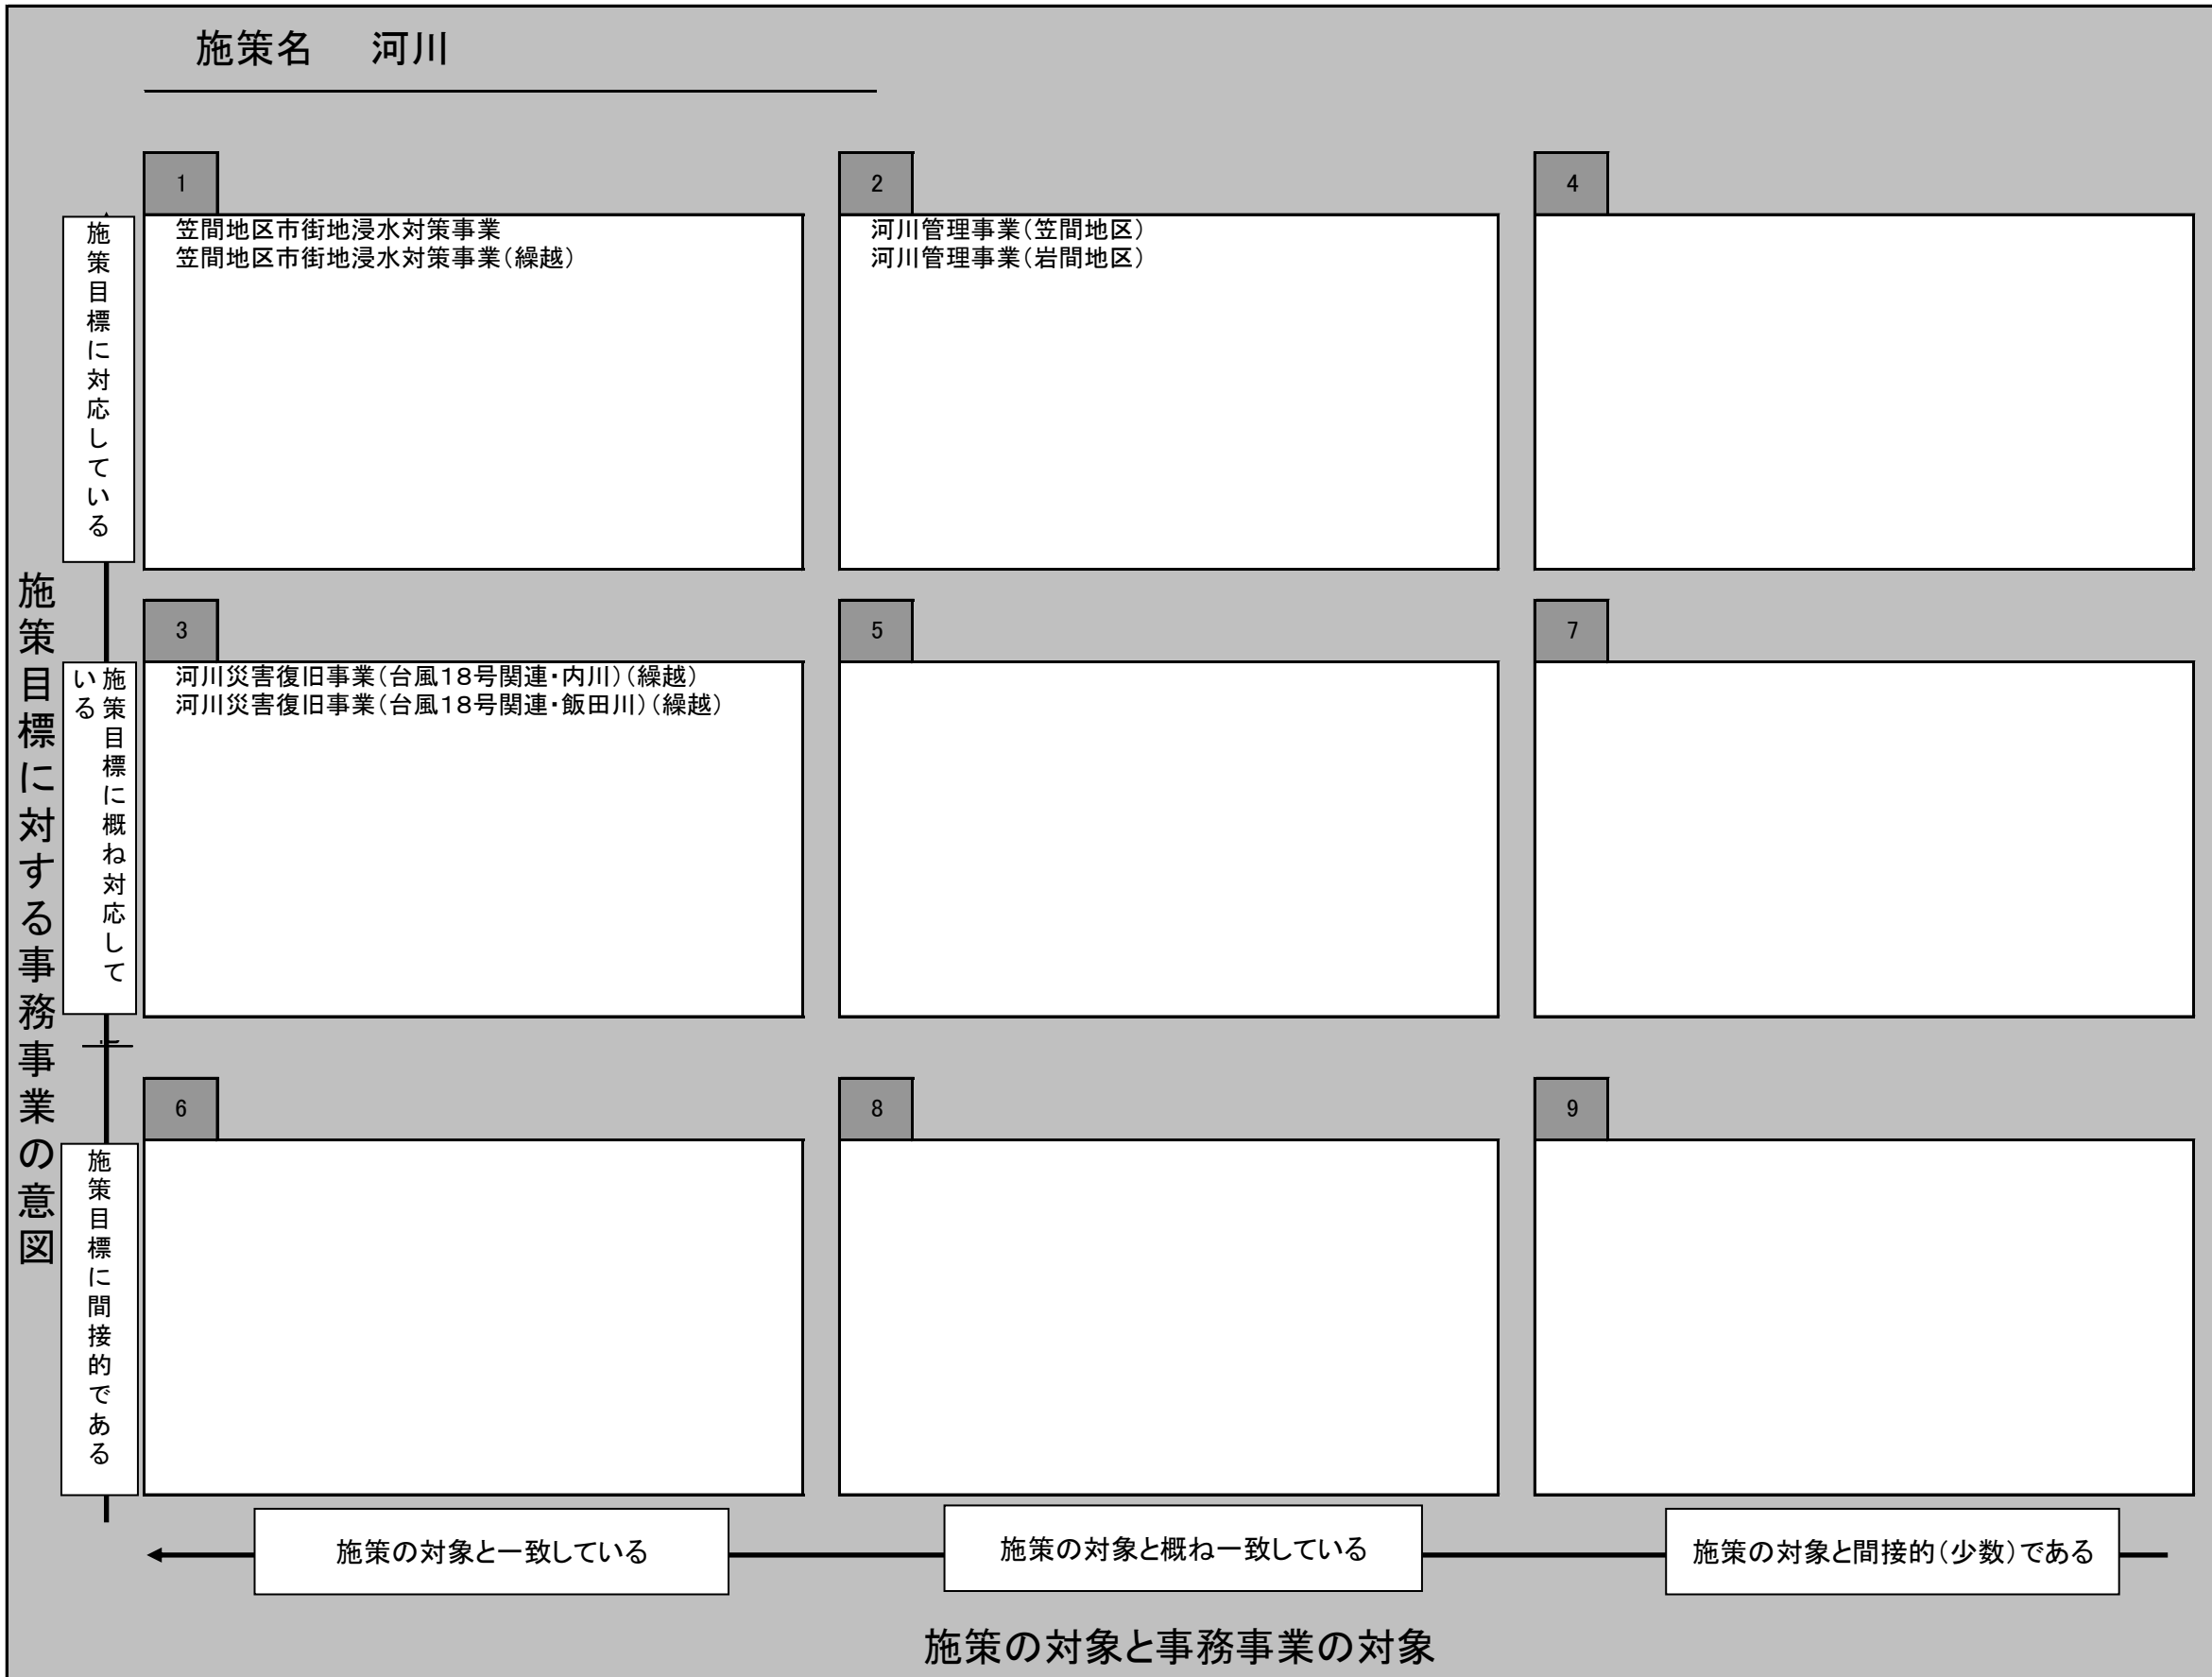 施策名　河川
1
2
4
笠間地区市街地浸水対策事業
笠間地区市街地浸水対策事業(繰越)
河川管理事業(笠間地区)
河川管理事業(岩間地区)
施策目標に対応している
施策目標に対する事務事業の意図
3
5
7
河川災害復旧事業(台風18号関連・内川)(繰越)
河川災害復旧事業(台風18号関連・飯田川)(繰越)
施策目標に概ね対応して
いる
6
8
9
施策目標に間接的である
施策の対象と一致している
施策の対象と概ね一致している
施策の対象と間接的(少数)である
施策の対象と事務事業の対象